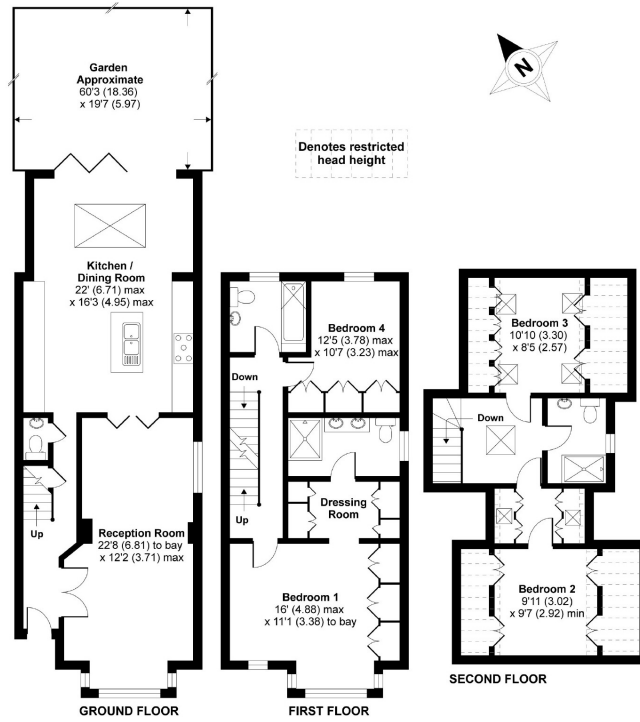 Garden
Approximate
60'3 (18.36)
x 19'7 (5.97)
N
Denotes restricted
head height
Kitchen /
Dining Room
22' (6.71) max
x 16'3 (4.95) max
Up
Reception Room
22'8 (6.81) to bay
x 12'2 (3.71) max
GROUND FLOOR
Bedroom 4
12'5 (3.78) max
x 10'7 (3.23) max
Down
Up
Dressing
Room
Bedroom 1
16' (4.88) max
x 11'1 (3.38) to bay
FIRST FLOOR
Bedroom 3
10'10 (3.30)
x 8'5 (2.57)
Down
Bedroom 2
9'11 (3.02)
x 9'7 (2.92) min
SECOND FLOOR